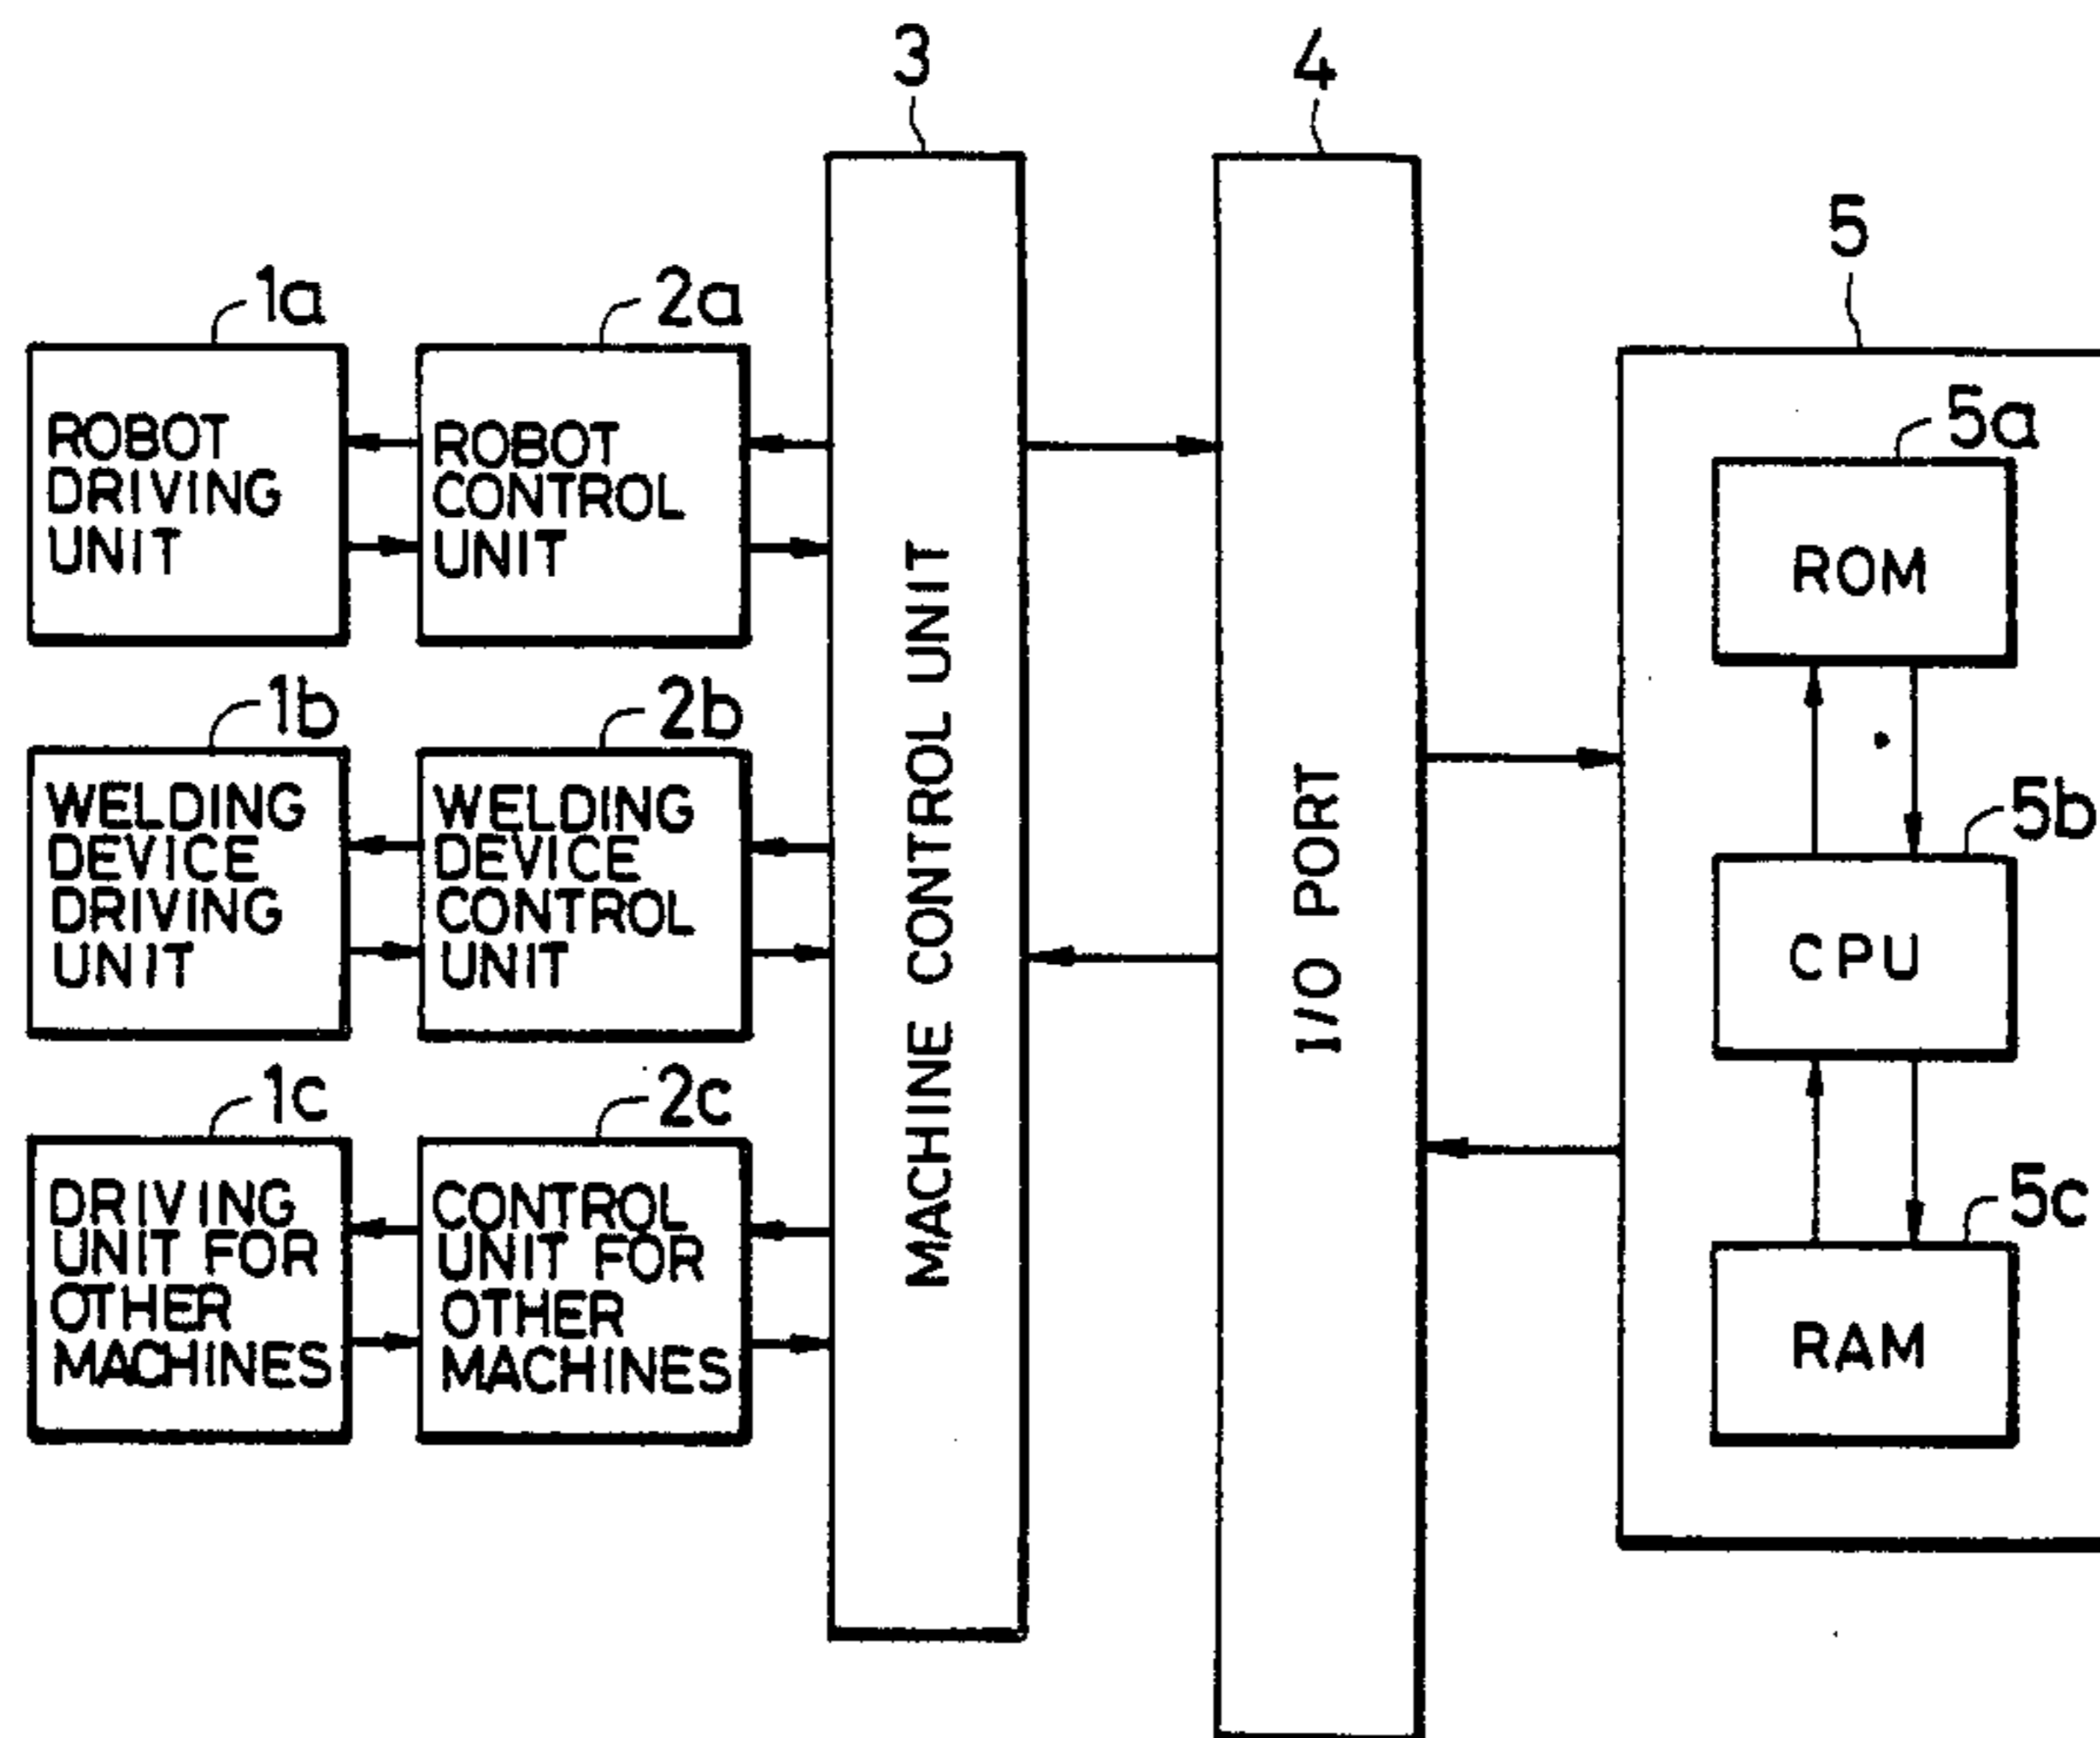 3
4
5
1a
2a
5a
ROBOT
DRIVING
UNIT
ROBOT
CONTROL
UNIT
ROM
1b
2b
5b
WELDING
DEVICE
DRIVING
UNIT
WELDING
DEVICE
CONTROL
UNIT
MACHINE CONTROL UNIT
I/O PORT
CPU
1c
2c
5c
DRIVING
UNIT FOR
OTHER
MACHINES
CONTROL
UNIT FOR
OTHER
MACHINES
RAM